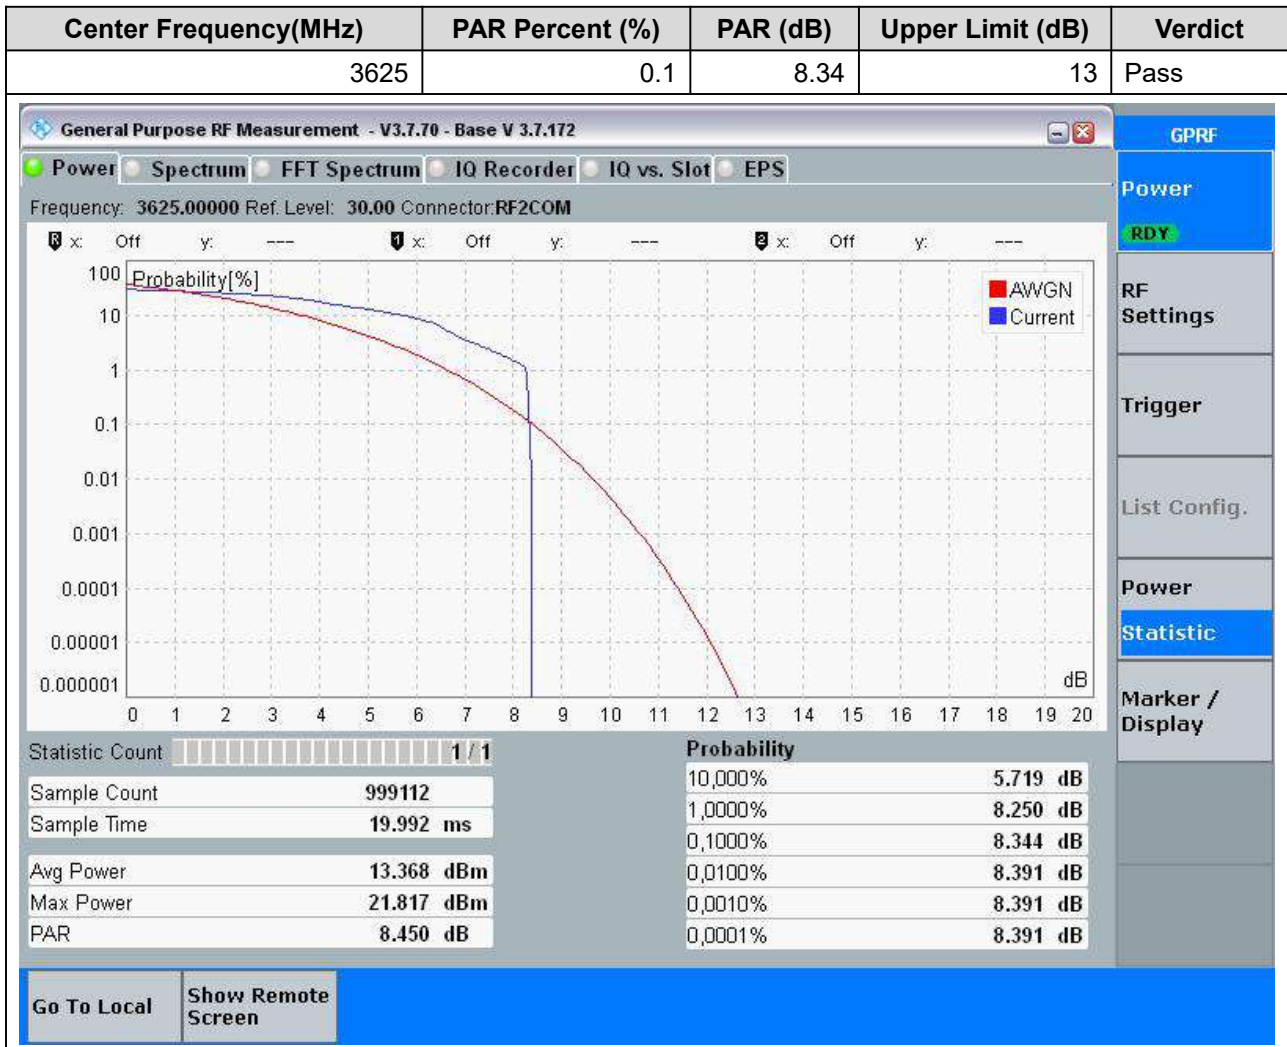 Center Frequency(MHz) PAR Percent (%) PAR (dB) Upper Limit (dB) Verdict
3625 0.1 8.34 13 Pass
General Purpose RF Measurement - V3.7.70 - Base V 3.7.172
GPRF
Power Spectrum FFT Spectrum IQ Recorder IQ vs. Slot EPS
Frequency: 3625.00000 Ref. Level: 30.00 Connector:RF2COM
R x: Off y: --- 1 x: Off y: --- 2 x: Off y: ---
Probability[%]
AWGN
Current
100
10
1
0.1
0.01
0.001
0.0001
0.00001
0.000001
dB
0 1 2 3 4 5 6 7 8 9 10 11 12 13 14 15 16 17 18 19 20
Statistic Count 1 / 1
Sample Count 999112
Sample Time 19.992 ms
Avg Power 13.368 dBm
Max Power 21.817 dBm
PAR 8.450 dB
Probability
10,000% 5.719 dB
1,0000% 8.250 dB
0,1000% 8.344 dB
0,0100% 8.391 dB
0,0010% 8.391 dB
0,0001% 8.391 dB
Power
RDY
RF
Settings
Trigger
List Config.
Power
Statistic
Marker /
Display
Go To Local
Show Remote
Screen